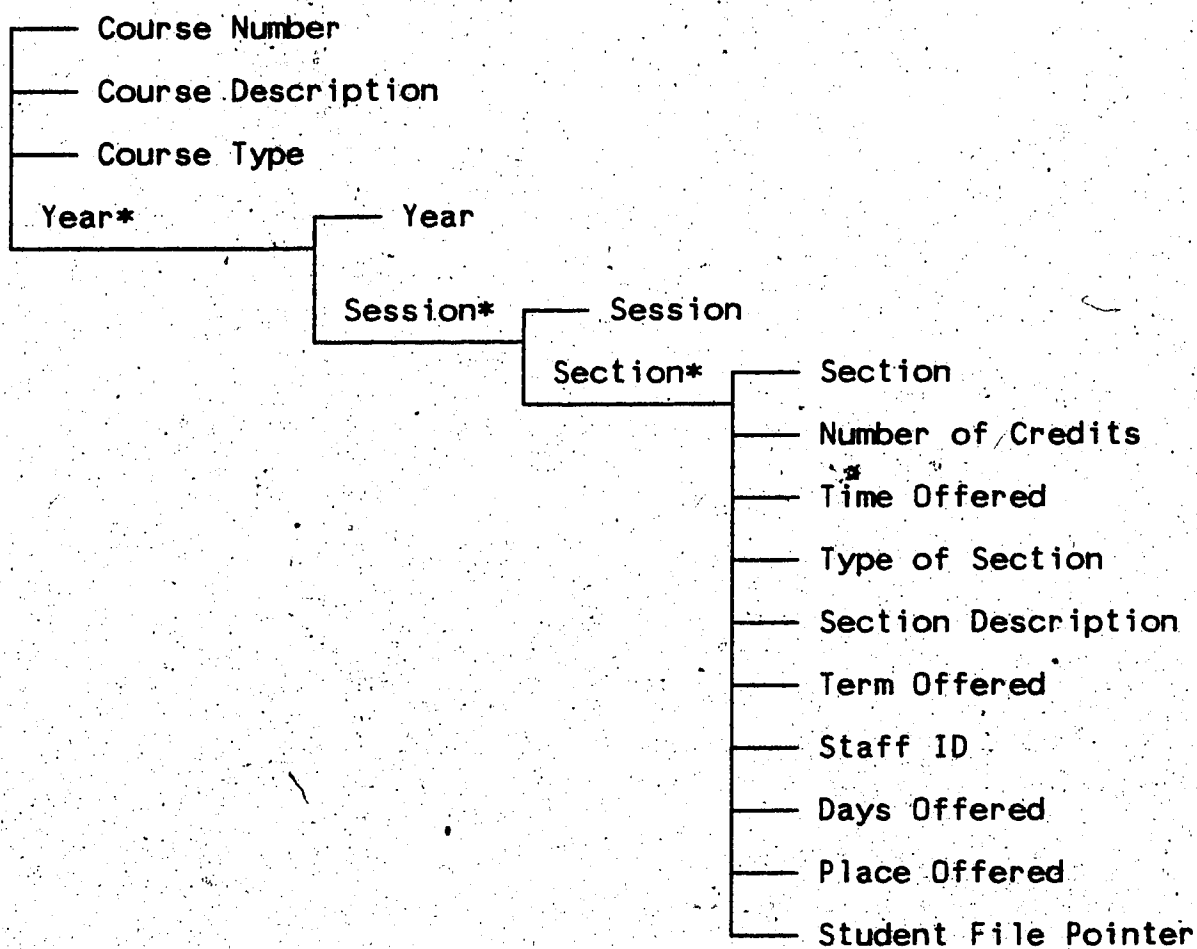 Course Number
Course Description
Course Type
Year*
Year
Session*
Session
Section*
Section
Number of Credits
Time Offered
Type of Section
Section Description
Term Offered
Staff ID
Days Offered
Place Offered
Student File Pointer